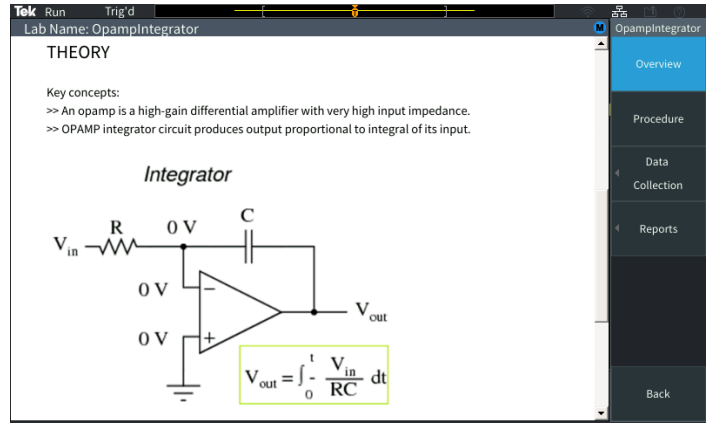 Tek Run Trig'd
Lab Name: OpampIntegrator
M
OpampIntegrator
THEORY
Key concepts:
>> An opamp is a high-gain differential amplifier with very high input impedance.
>> OPAMP integrator circuit produces output proportional to integral of its input.
Integrator
R
0 V
C
Vin
0 V
−
Vout
0 V
+
Vout = ∫0t - Vin/RC dt
Overview
Procedure
Data
Collection
Reports
Back